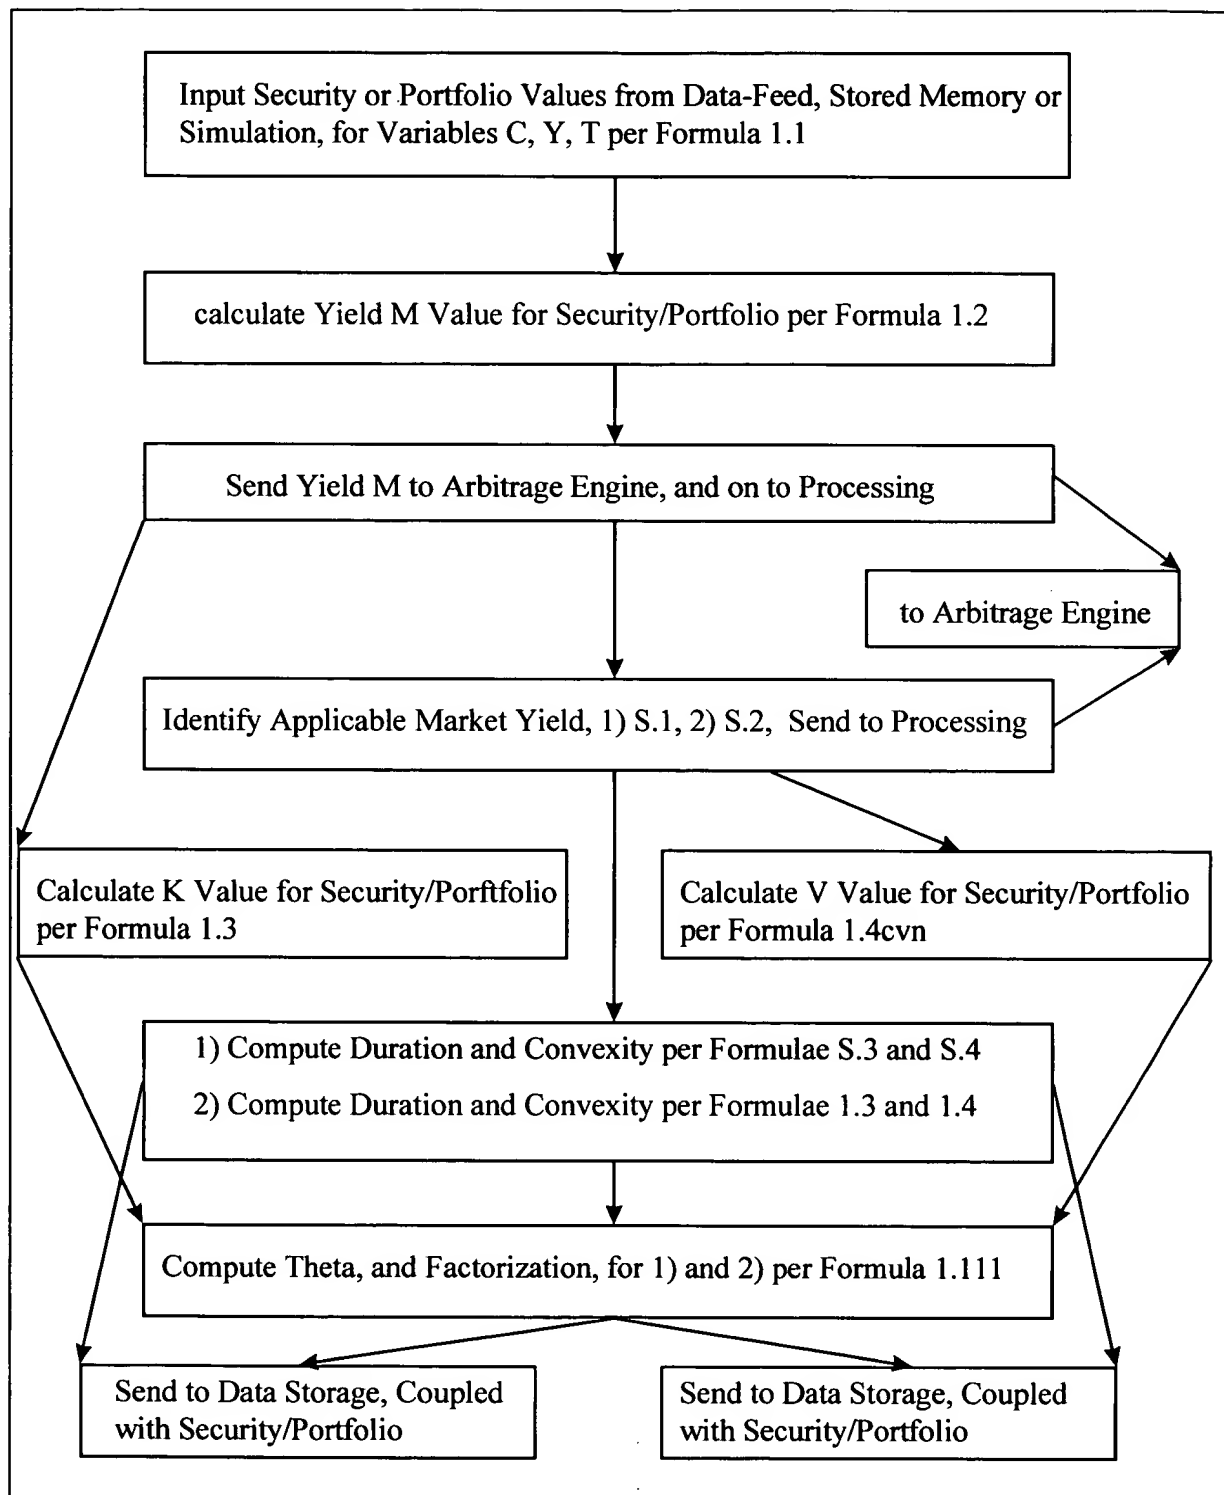 Input Security or Portfolio Values from Data-Feed, Stored Memory or
Simulation, for Variables C, Y, T per Formula 1.1
calculate Yield M Value for Security/Portfolio per Formula 1.2
Send Yield M to Arbitrage Engine, and on to Processing
to Arbitrage Engine
Identify Applicable Market Yield, 1) S.1, 2) S.2, Send to Processing
Calculate K Value for Security/Porftfolio
per Formula 1.3
Calculate V Value for Security/Portfolio
per Formula 1.4cvn
1) Compute Duration and Convexity per Formulae S.3 and S.4
2) Compute Duration and Convexity per Formulae 1.3 and 1.4
Compute Theta, and Factorization, for 1) and 2) per Formula 1.111
Send to Data Storage, Coupled
with Security/Portfolio
Send to Data Storage, Coupled
with Security/Portfolio